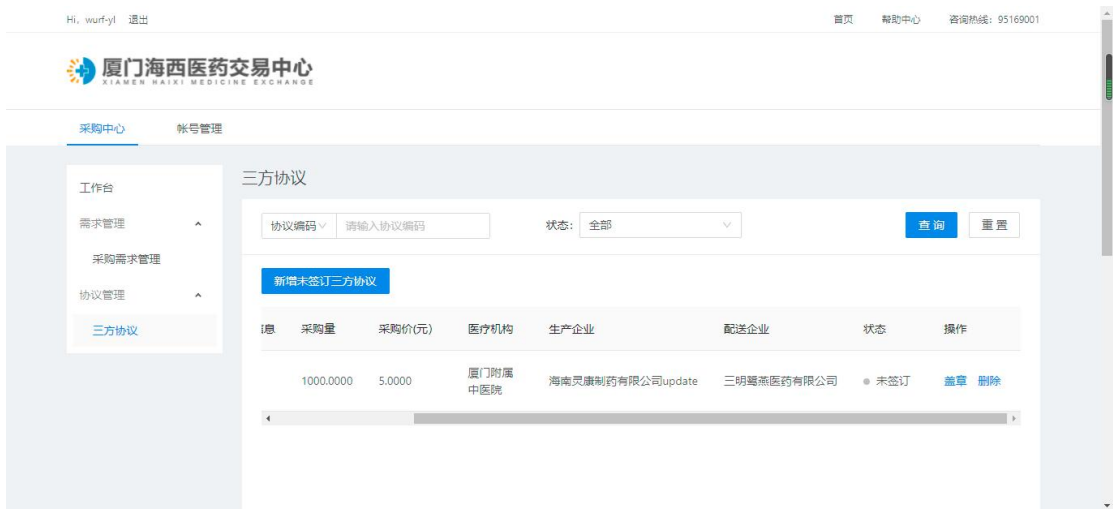 Hi, wurf-yl 退出 首页 帮助中心 咨询热线: 95169001
厦门海西医药交易中心
XIAMEN HAIXI MEDICINE EXCHANGE
采购中心 帐号管理
工作台
需求管理
采购需求管理
协议管理
三方协议
三方协议
协议编码 请输入协议编码 状态: 全部 查询 重置
新增未签订三方协议
息 采购量 采购价(元) 医疗机构 生产企业 配送企业 状态 操作
1000.0000 5.0000 厦门附属中医院 海南灵康制药有限公司update 三明鹭燕医药有限公司 未签订 盖章 删除